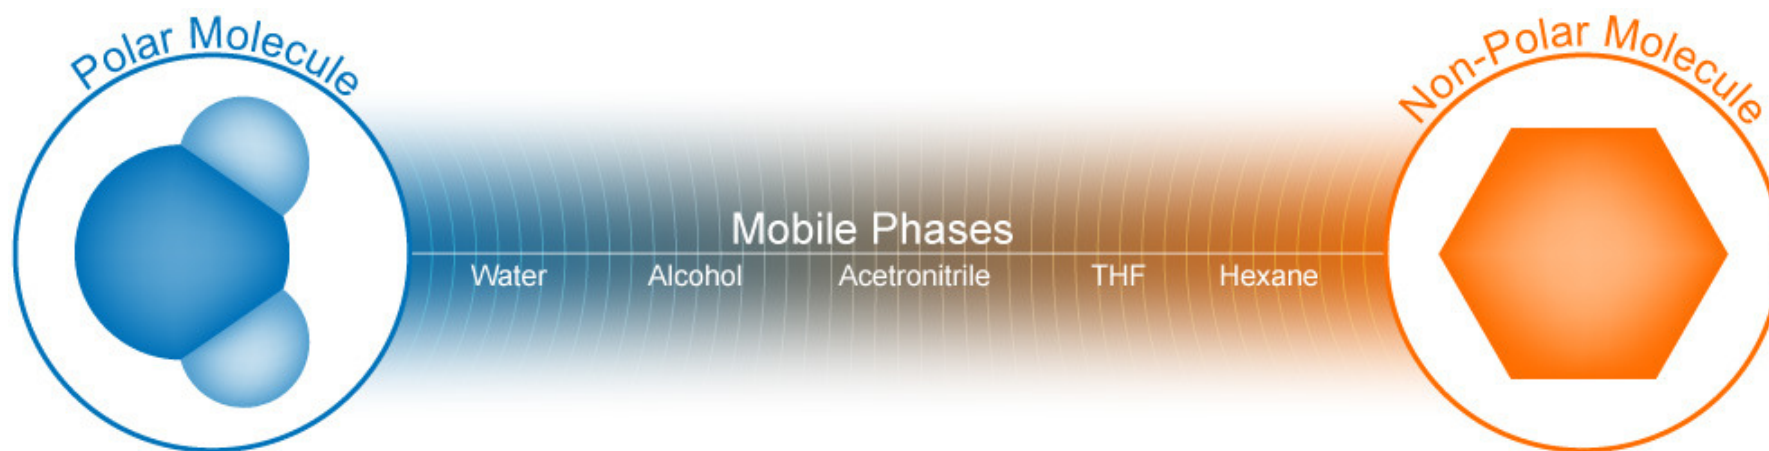 Polar Molecule
Non-Polar Molecule
Mobile Phases
Water Alcohol Acetronitrile THF Hexane